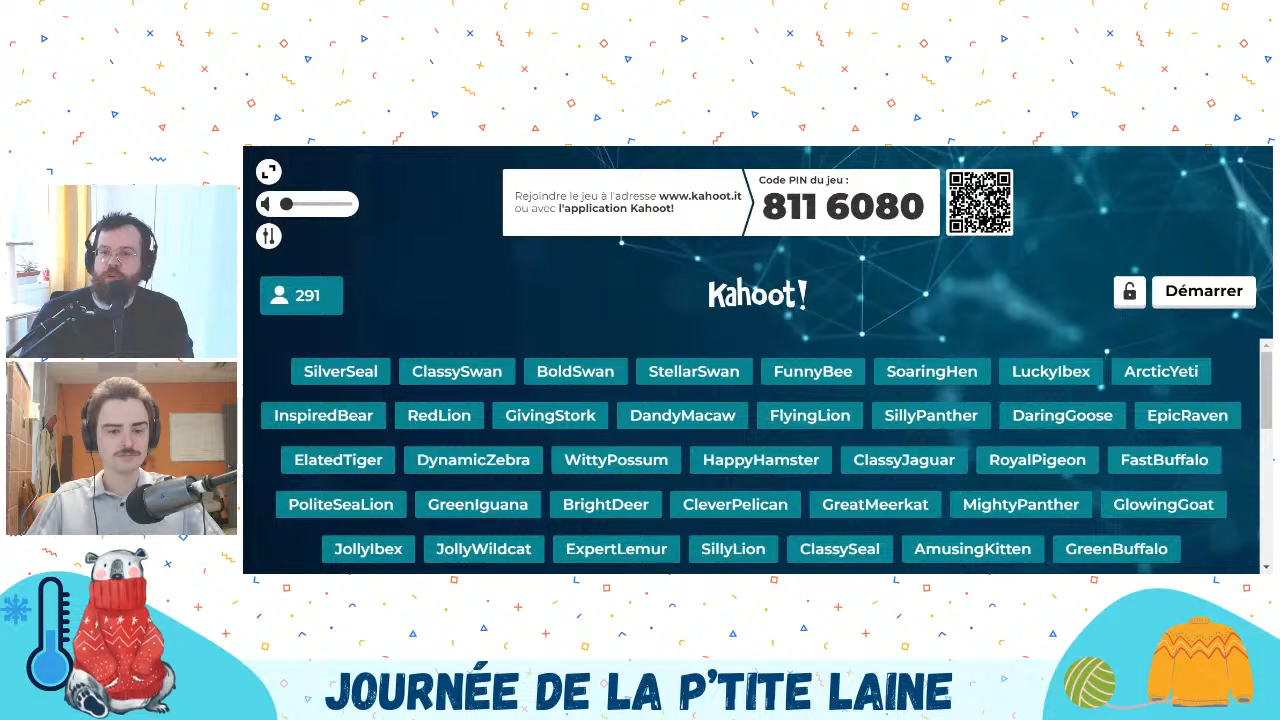 Rejoindre le jeu à l'adresse www.kahoot.it
ou avec l'application Kahoot!
Code PIN du jeu :
811 6080
291
Kahoot!
Démarrer
SilverSeal ClassySwan BoldSwan StellarSwan FunnyBee SoaringHen LuckyIbex ArcticYeti
InspiredBear RedLion GivingStork DandyMacaw FlyingLion SillyPanther DaringGoose EpicRaven
ElatedTiger DynamicZebra WittyPossum HappyHamster ClassyJaguar RoyalPigeon FastBuffalo
PoliteSeaLion GreenIguana BrightDeer CleverPelican GreatMeerkat MightyPanther GlowingGoat
JollyIbex JollyWildcat ExpertLemur SillyLion ClassySeal AmusingKitten GreenBuffalo
JOURNÉE DE LA P'TITE LAINE